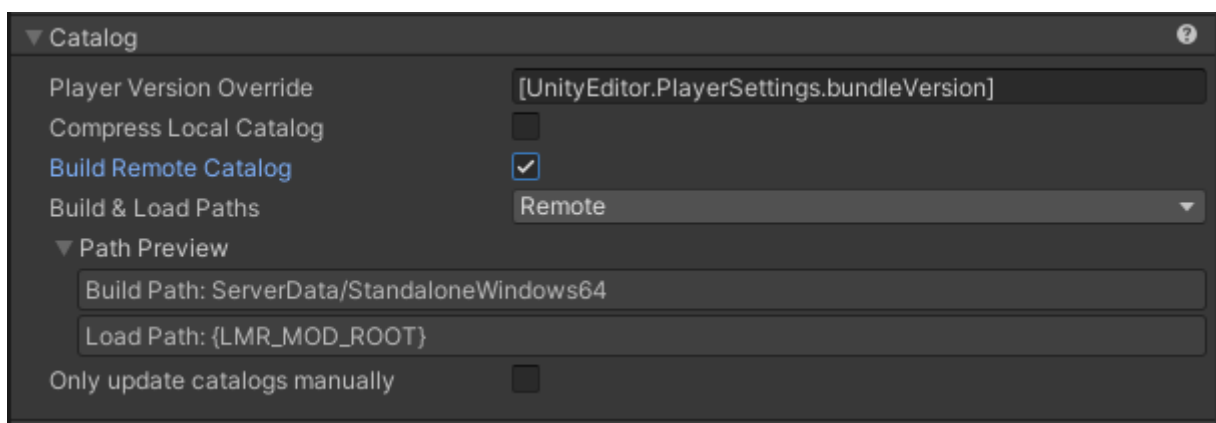 Catalog
Player Version Override [UnityEditor.PlayerSettings.bundleVersion]
Compress Local Catalog
Build Remote Catalog
Build & Load Paths Remote
Path Preview
Build Path: ServerData/StandaloneWindows64
Load Path: {LMR_MOD_ROOT}
Only update catalogs manually